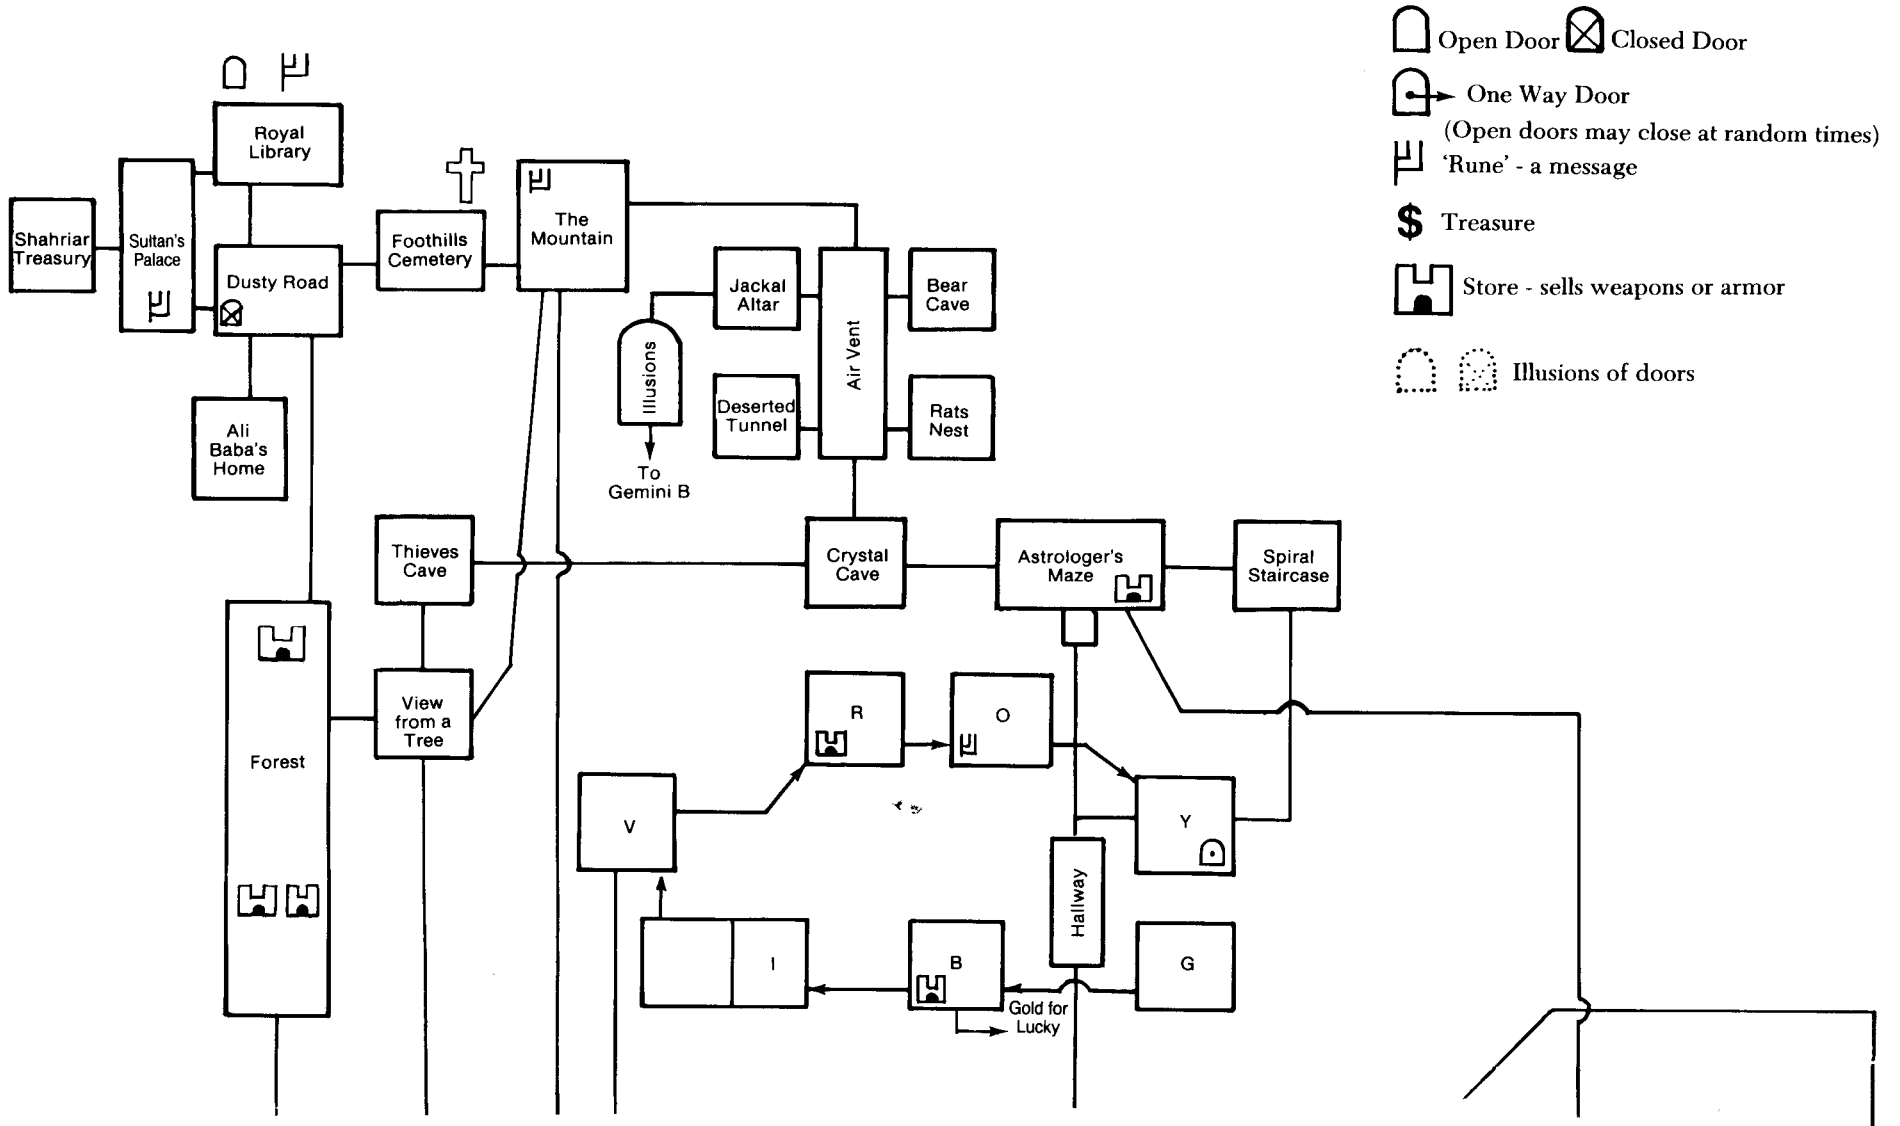 Open Door
Closed Door
One Way Door
(Open doors may close at random times)
'Rune' - a message
$ Treasure
Store - sells weapons or armor
Illusions of doors
Royal
Library
Shahriar
Treasury
Sultan's
Palace
Dusty Road
Foothills
Cemetery
The
Mountain
Ali
Baba's
Home
Illusions
To
Gemini B
Jackal
Altar
Deserted
Tunnel
Air Vent
Bear
Cave
Rats
Nest
Thieves
Cave
Crystal
Cave
Astrologer's
Maze
Spiral
Staircase
Forest
View
from a
Tree
R
O
V
Y
Hallway
I
B
G
Gold for
Lucky